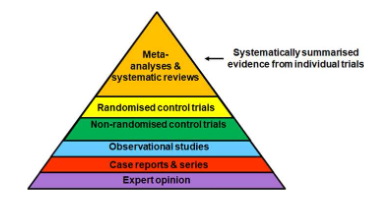 Meta-
analyses &
systematic reviews
Systematically summarised
evidence from individual trials
Randomised control trials
Non-randomised control trials
Observational studies
Case reports & series
Expert opinion